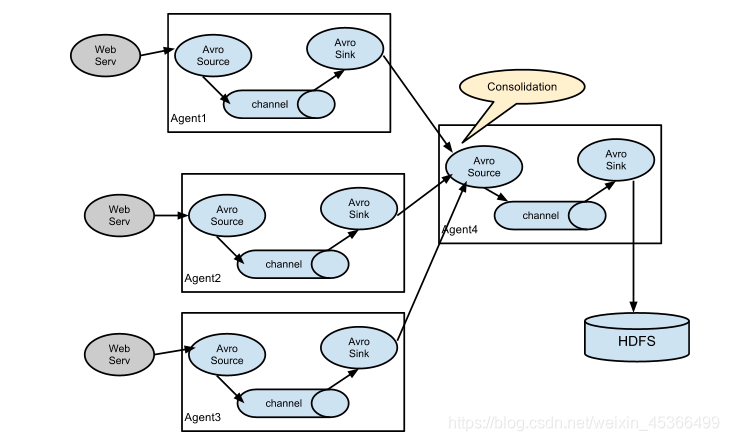 Web
Serv
Avro
Source
Avro
Sink
channel
Agent1
Consolidation
Web
Serv
Avro
Source
Avro
Sink
channel
Agent2
Avro
Source
Avro
Sink
channel
Agent4
Web
Serv
Avro
Source
Avro
Sink
channel
Agent3
HDFS
https://blog.csdn.net/weixin_45366499